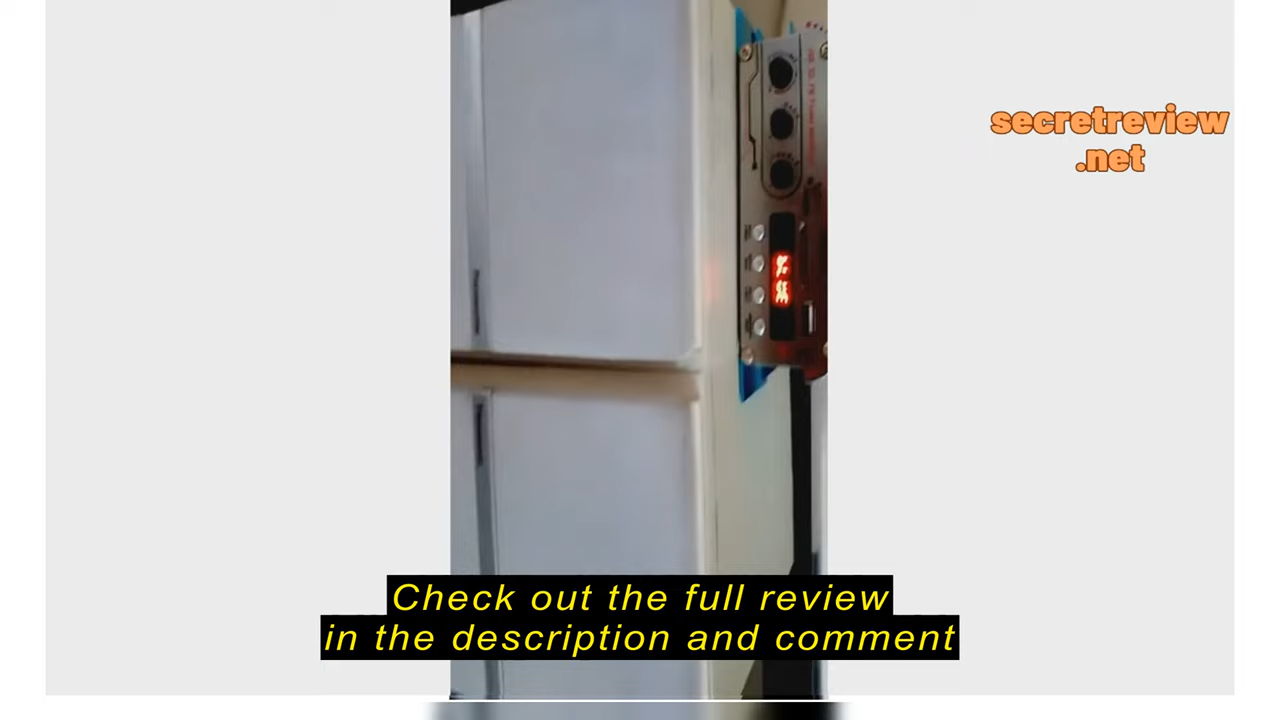 secretreview
.net
Check out the full review
in the description and comment